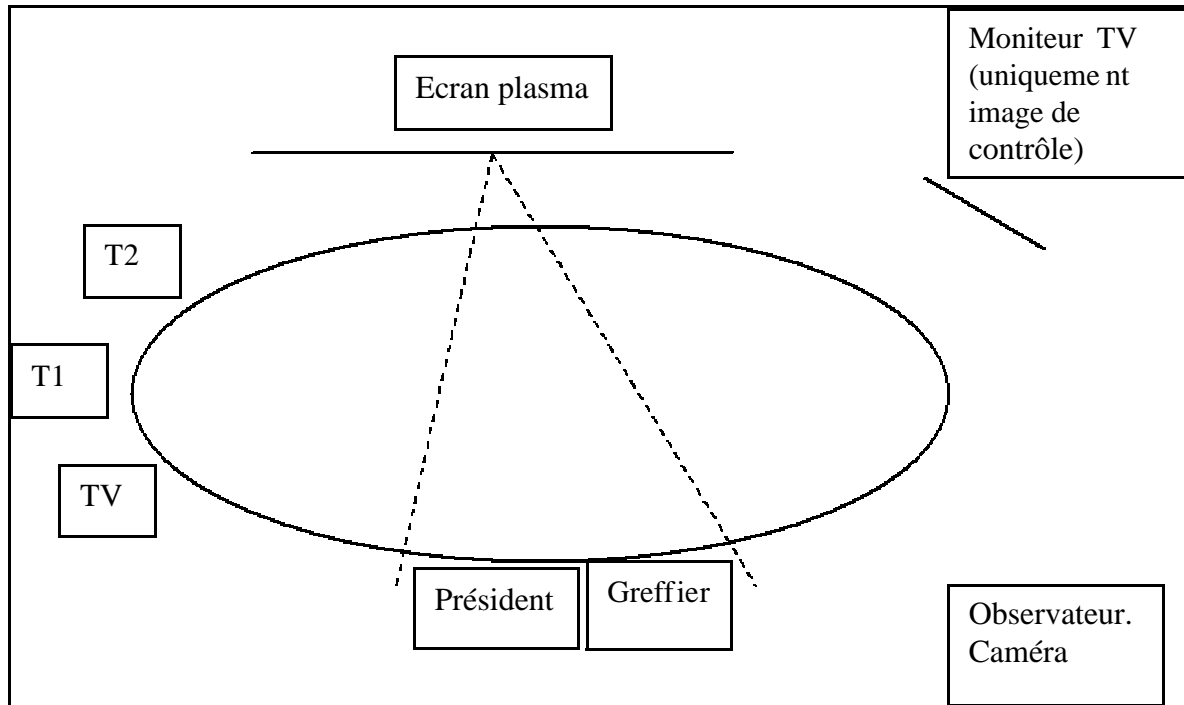 Moniteur TV
(uniqueme nt
image de
contrôle)
Ecran plasma
T2
T1
TV
Président
Greffier
Observateur.
Caméra